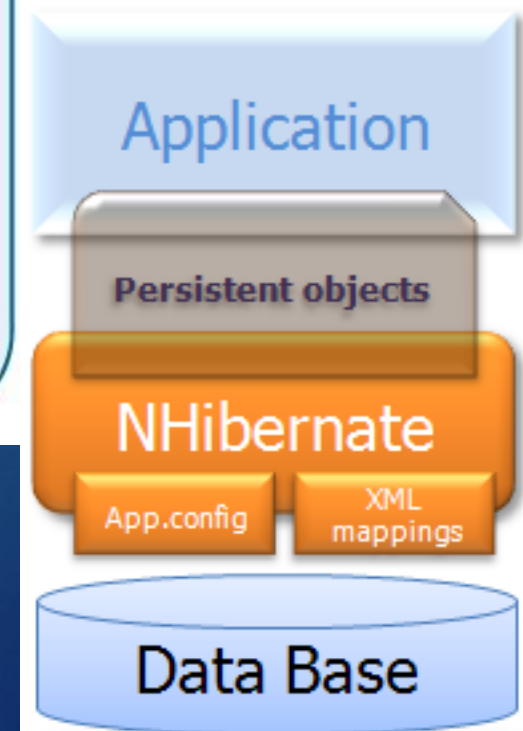 Application
Persistent objects
NHibernate
App.config
XML
mappings
Data Base